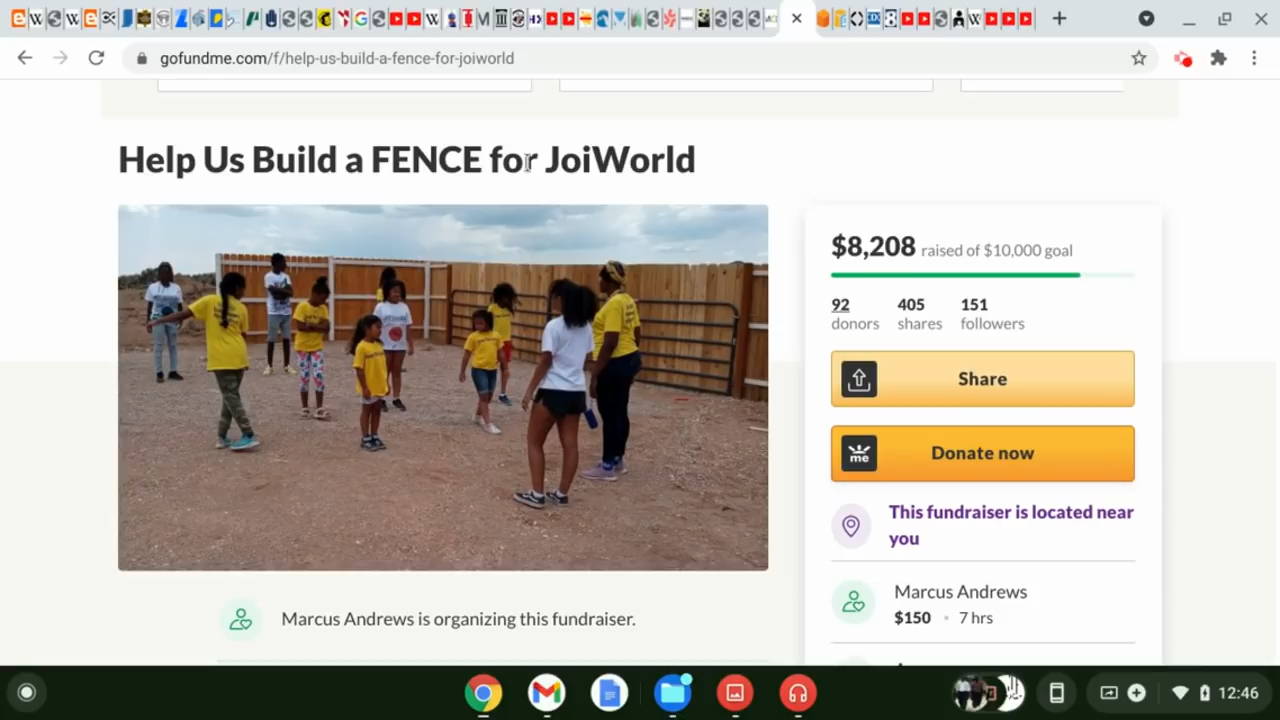 gofundme.com/f/help-us-build-a-fence-for-joiworld
Help Us Build a FENCE for JoiWorld
$8,208 raised of $10,000 goal
92 405 151
donors shares followers
Share
me Donate now
This fundraiser is located near
you
Marcus Andrews
$150 • 7 hrs
Marcus Andrews is organizing this fundraiser.
12:46